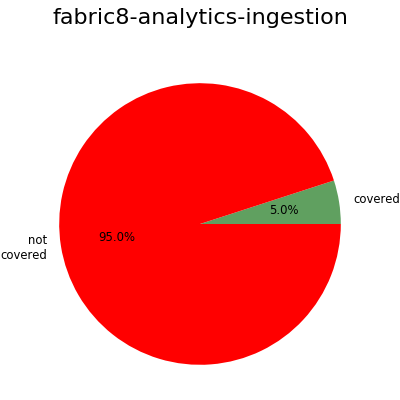 fabric8-analytics-ingestion
covered
5.0%
95.0%
not
covered